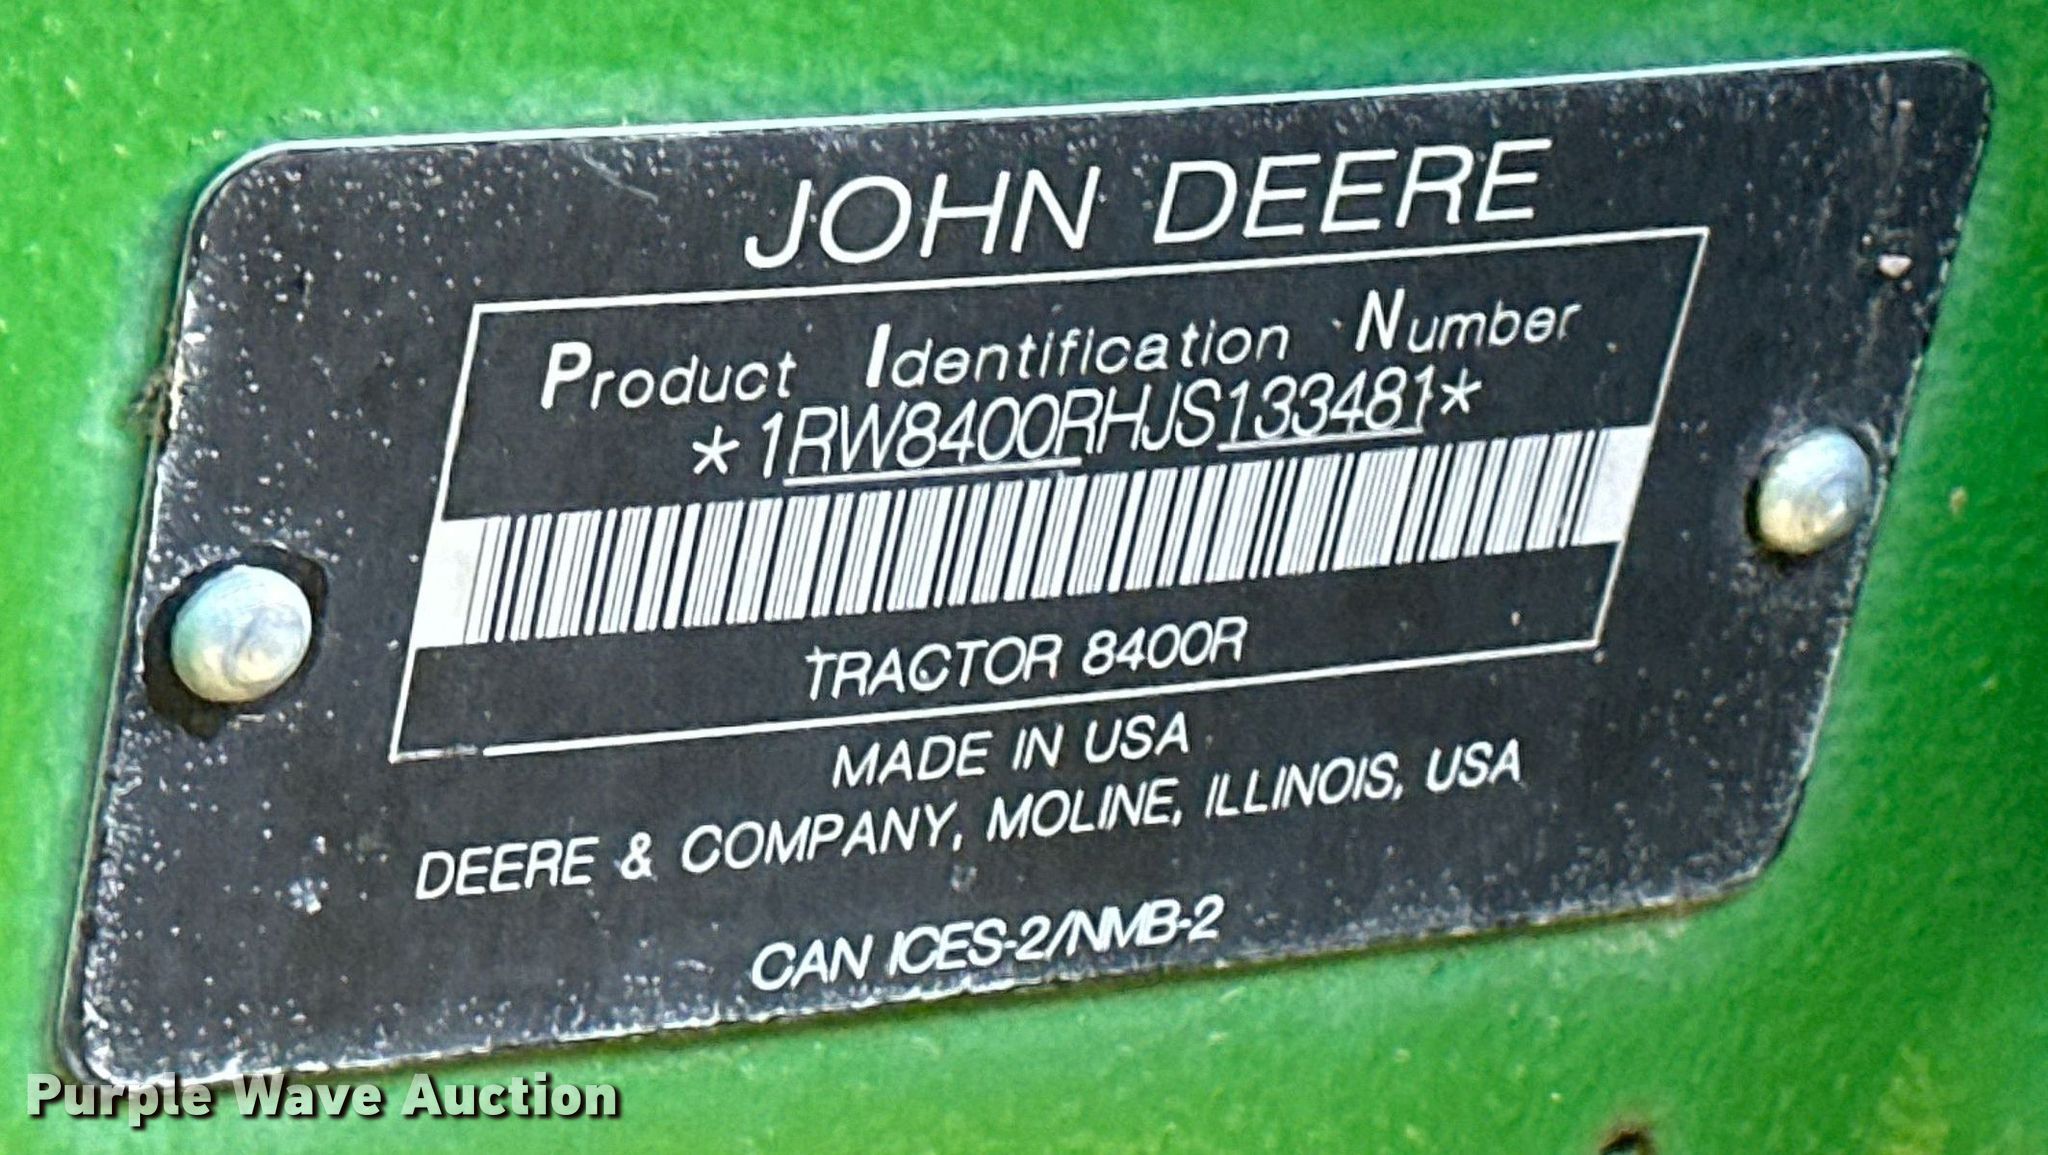 JOHN DEERE
Product Identification Number
*1RW8400RHJS133481*
TRACTOR 8400R
MADE IN USA
DEERE & COMPANY, MOLINE, ILLINOIS, USA
CAN ICES-2/NMB-2
Purple Wave Auction